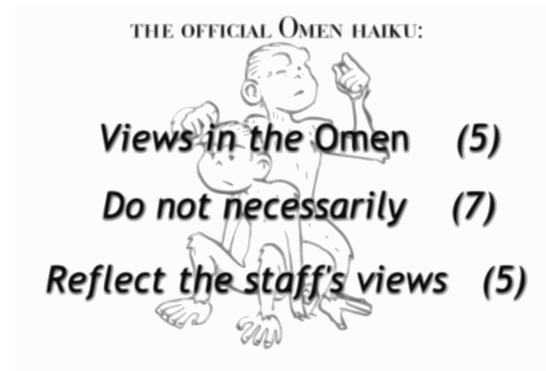 THE OFFICIAL OMEN HAIKU:
Views in the Omen (5)
Do not necessarily (7)
Reflect the staff's views (5)